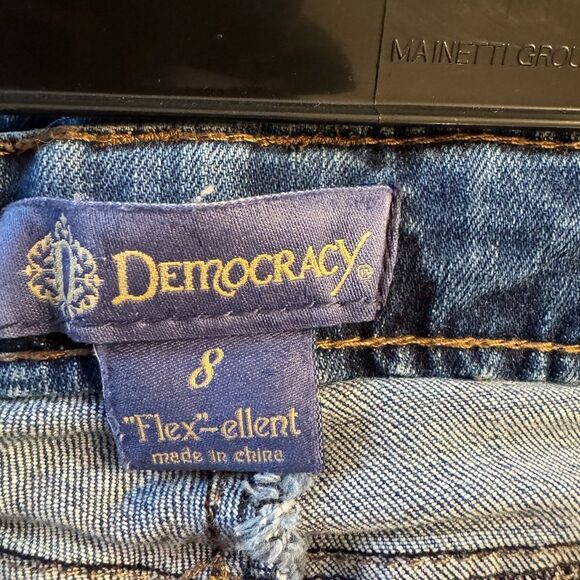 MAINETTI GROU
DEMOCRACY®
8
"Flex"-ellent
made in china